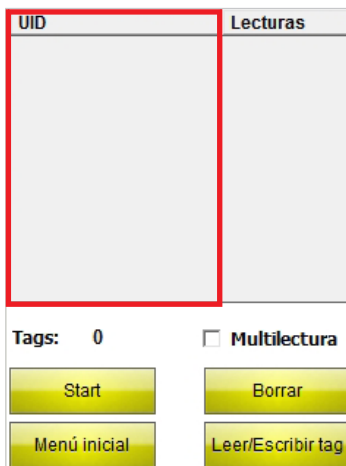 UID Lecturas
Tags: 0 Multilectura
Start Borrar
Menú inicial Leer/Escribir tag